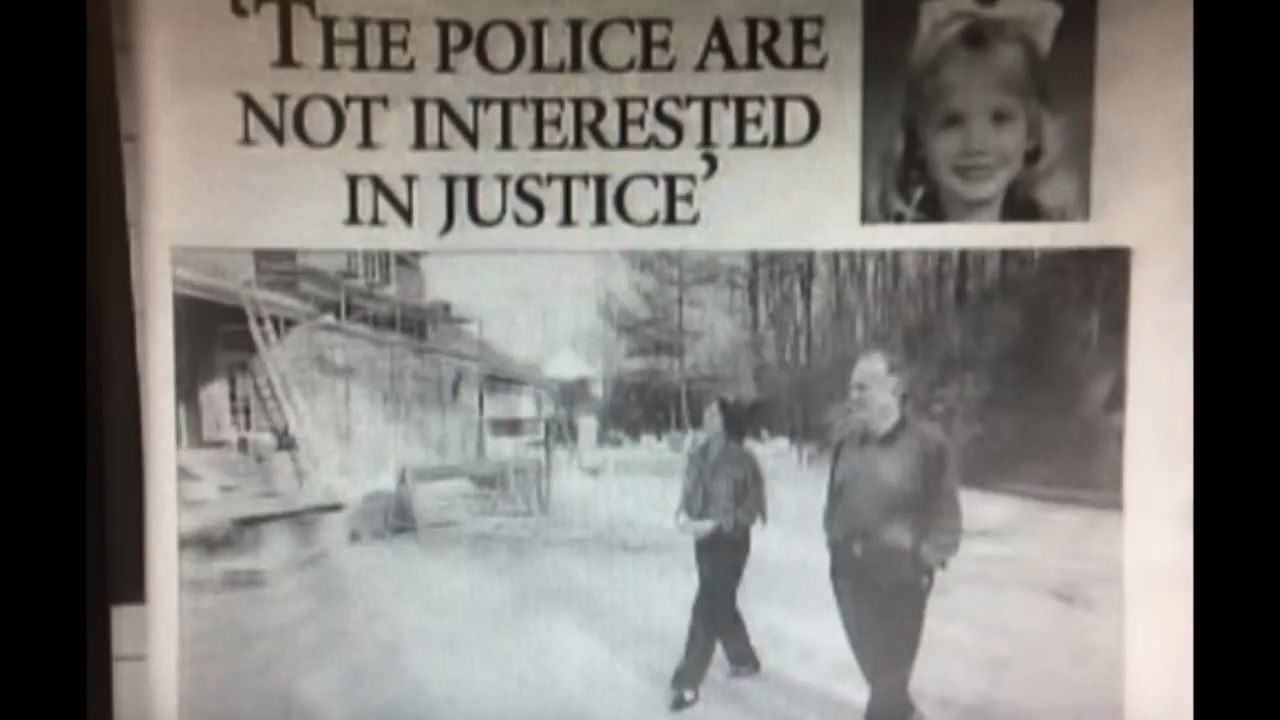 ‘THE POLICE ARE
NOT INTERESTED
IN JUSTICE’